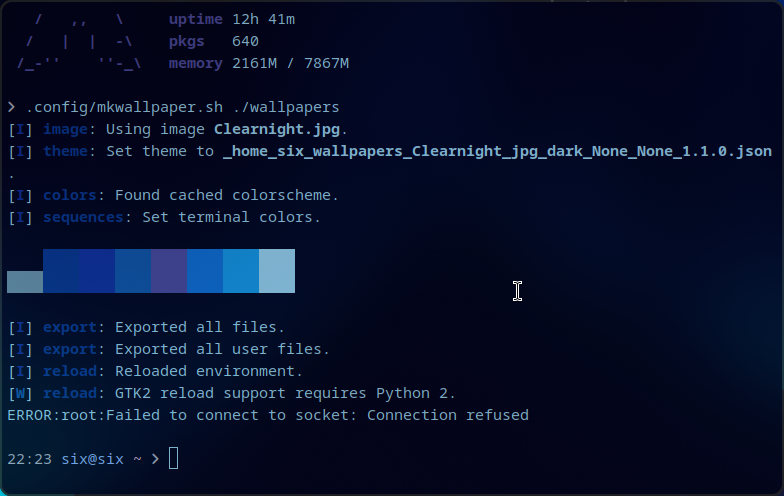 /    ,,   \     uptime 12h 41m
/   |  |  -\    pkgs   640
/_-''    ''-_\   memory 2161M / 7867M
❯ .config/mkwallpaper.sh ./wallpapers
[I] image: Using image Clearnight.jpg.
[I] theme: Set theme to _home_six_wallpapers_Clearnight_jpg_dark_None_None_1.1.0.json
.
[I] colors: Found cached colorscheme.
[I] sequences: Set terminal colors.
[I] export: Exported all files.
[I] export: Exported all user files.
[I] reload: Reloaded environment.
[W] reload: GTK2 reload support requires Python 2.
ERROR:root:Failed to connect to socket: Connection refused
22:23 six@six ~ ❯